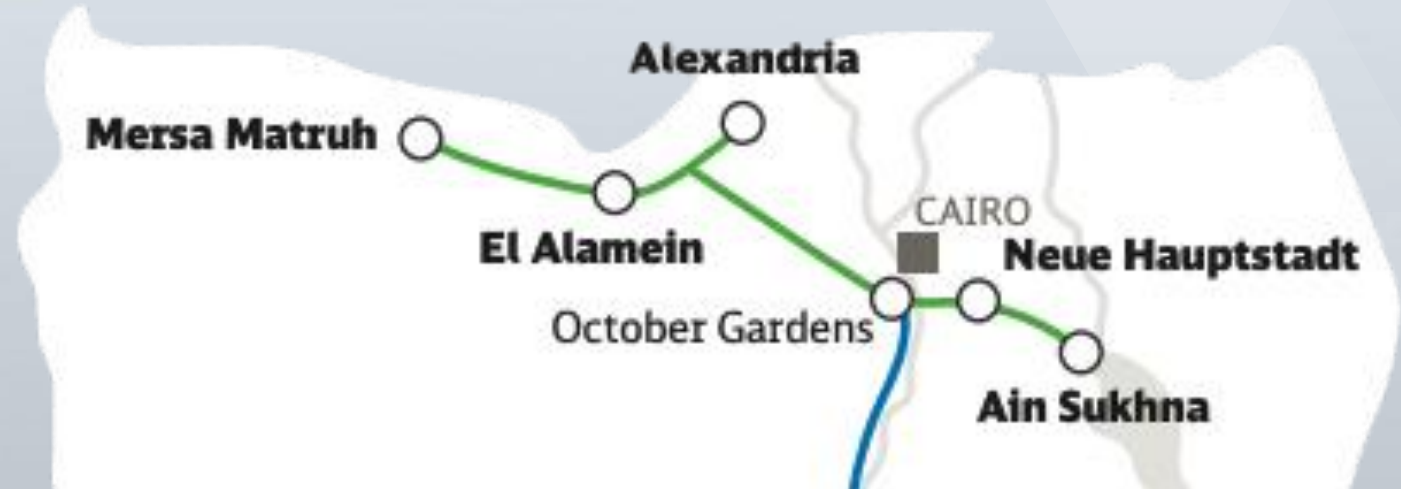 Alexandria
Mersa Matruh
El Alamein
CAIRO
Neue Hauptstadt
October Gardens
Ain Sukhna